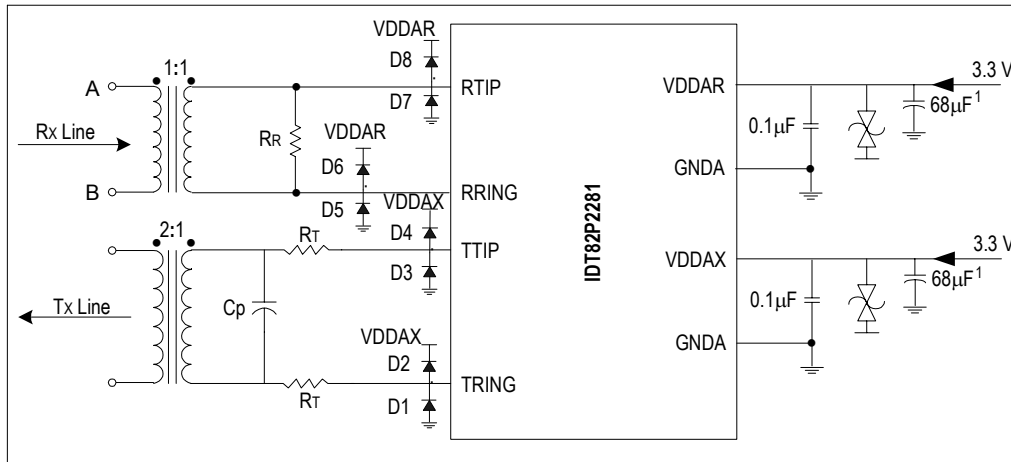 VDDAR
D8
D7
1:1
A
B
Rx Line
RR
VDDAR
D6
D5
RTIP
RRING
VDDAX
D4
D3
TTIP
2:1
RT
Cp
Tx Line
VDDAX
D2
D1
RT
TRING
IDT82P2281
VDDAR
3.3 V
0.1µF
68µF1
GNDA
VDDAX
3.3 V
0.1µF
68µF1
GNDA